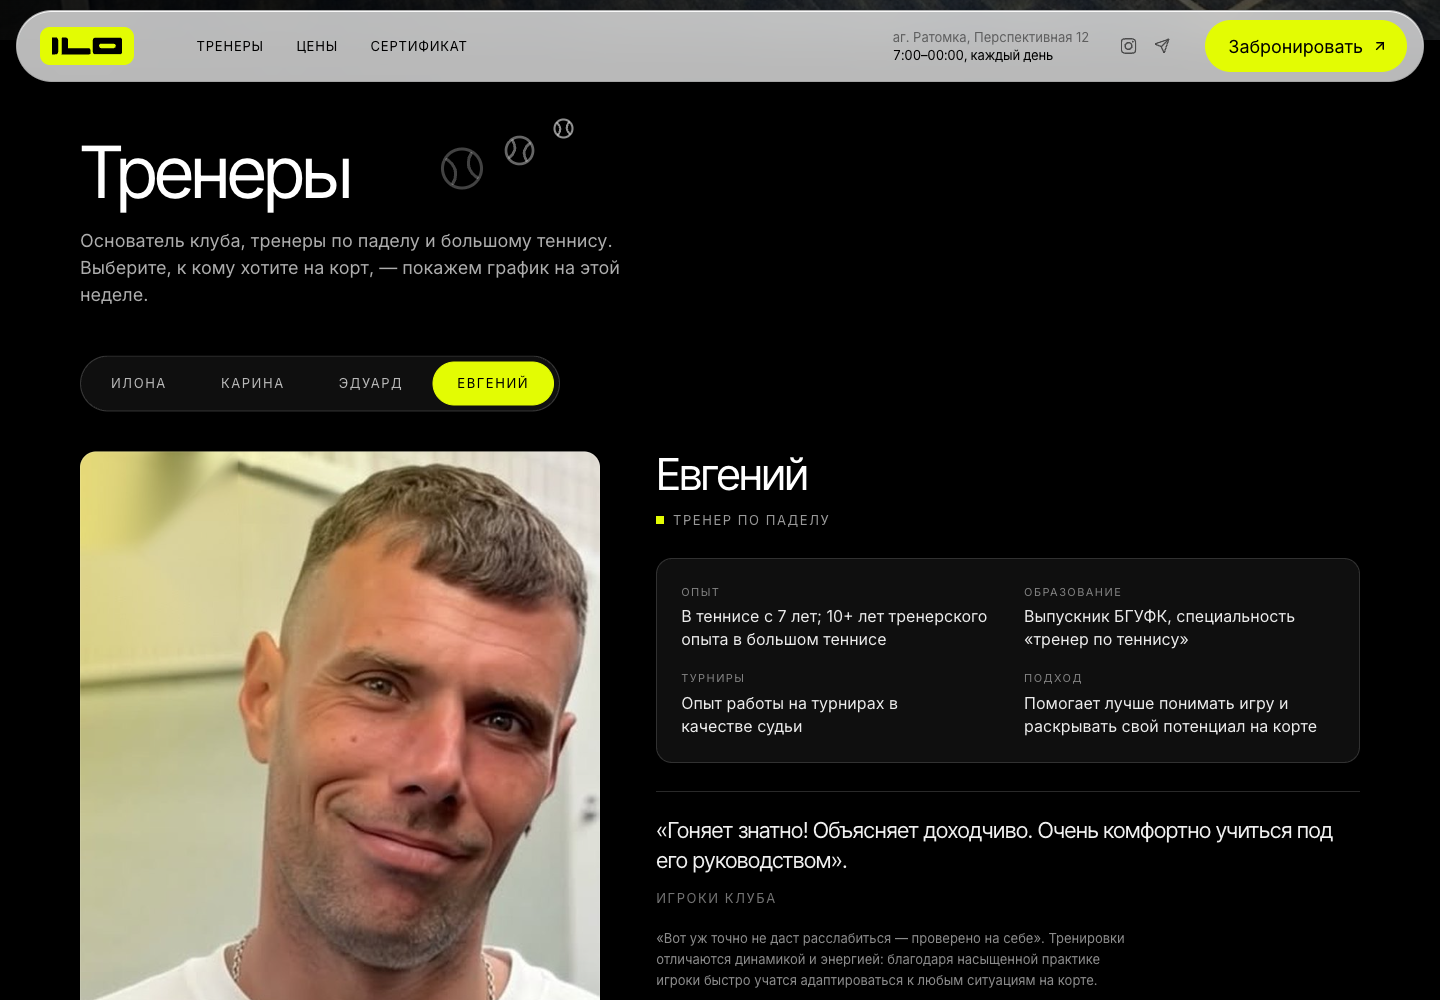 ILO
ТРЕНЕРЫ ЦЕНЫ СЕРТИФИКАТ
аг. Ратомка, Перспективная 12
7:00–00:00, каждый день
Забронировать
Тренеры
Основатель клуба, тренеры по паделу и большому теннису.
Выберите, к кому хотите на корт, — покажем график на этой
неделе.
ИЛОНА КАРИНА ЭДУАРД ЕВГЕНИЙ
Евгений
ТРЕНЕР ПО ПАДЕЛУ
ОПЫТ
В теннисе с 7 лет; 10+ лет тренерского
опыта в большом теннисе
ОБРАЗОВАНИЕ
Выпускник БГУФК, специальность
«тренер по теннису»
ТУРНИРЫ
Опыт работы на турнирах в
качестве судьи
ПОДХОД
Помогает лучше понимать игру и
раскрывать свой потенциал на корте
«Гоняет знатно! Объясняет доходчиво. Очень комфортно учиться под
его руководством».
ИГРОКИ КЛУБА
«Вот уж точно не даст расслабиться — проверено на себе». Тренировки
отличаются динамикой и энергией: благодаря насыщенной практике
игроки быстро учатся адаптироваться к любым ситуациям на корте.